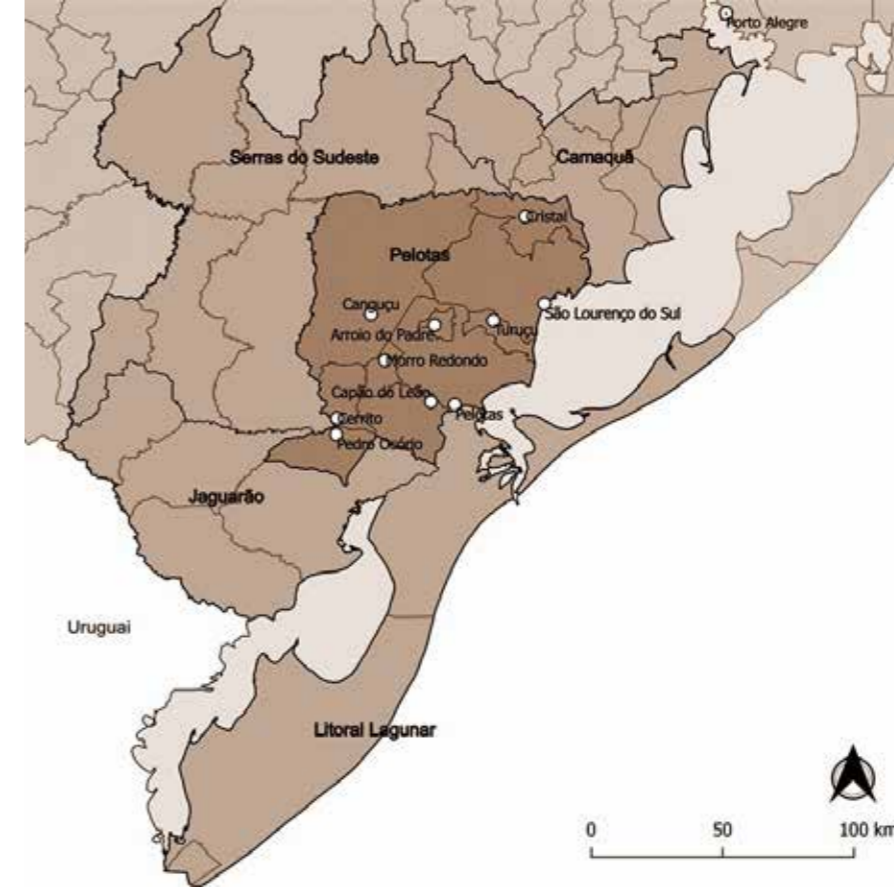 Porto Alegre
Serras do Sudeste
Camaquã
Cristal
Pelotas
Canguçu
São Lourenço do Sul
Arroio do Padre
Turuçu
Morro Redondo
Capão do Leão
Pelotas
Cerrito
Pedro Osório
Jaguarão
Uruguai
Litoral Lagunar
0 50 100 km